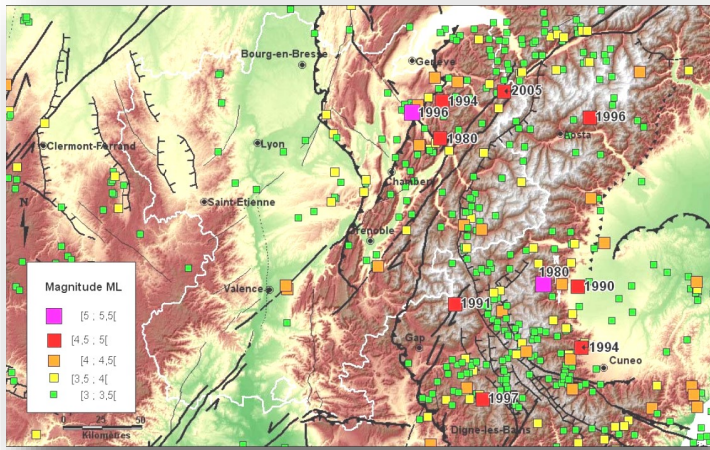 Bourg-en-Bresse
Genève
2005
1994
1996
1996
Aosta
1980
Clermont-Ferrand
Lyon
Chambéry
Saint-Etienne
N
Grenoble
Magnitude ML
1980
Valence
1990
[5 ; 5,5[
1991
[4,5 ; 5[
Gap
1994
[4 ; 4,5[
Cuneo
[3,5 ; 4[
[3 ; 3,5[
1997
0 25 50
Kilomètres
Digne-les-Bains